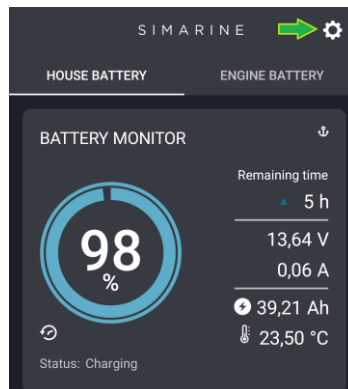 SIMARINE
HOUSE BATTERY ENGINE BATTERY
BATTERY MONITOR
Remaining time
5 h
98
%
13,64 V
0,06 A
39,21 Ah
23,50 °C
Status: Charging